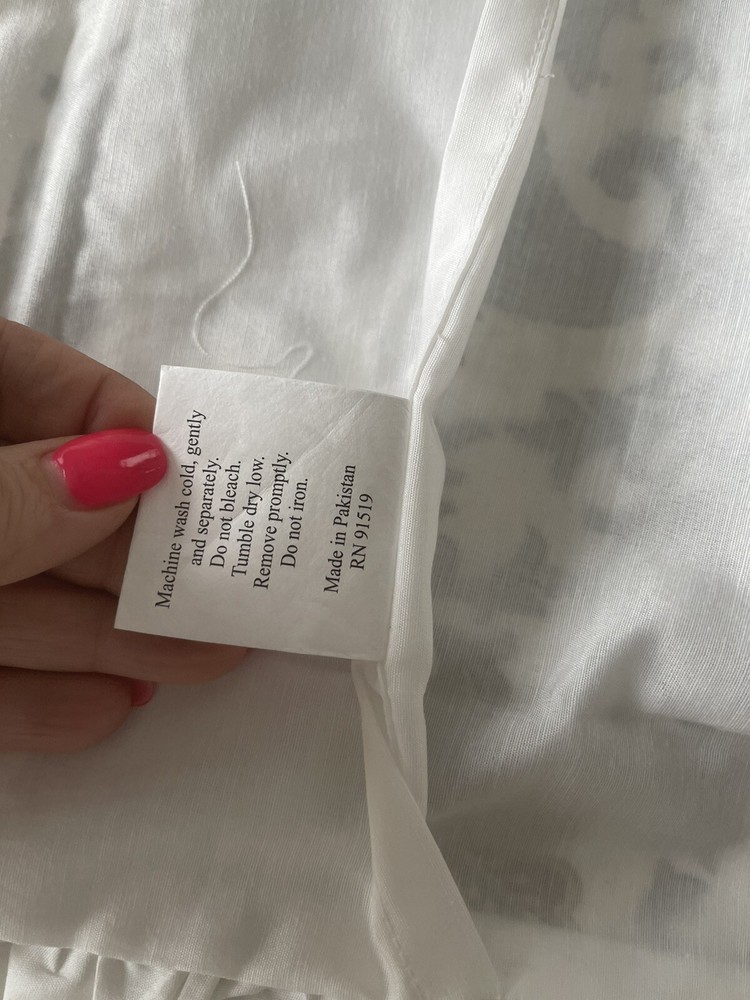 Machine wash cold, gently
and separately.
Do not bleach.
Tumble dry low.
Remove promptly.
Do not iron.
Made in Pakistan
RN 91519